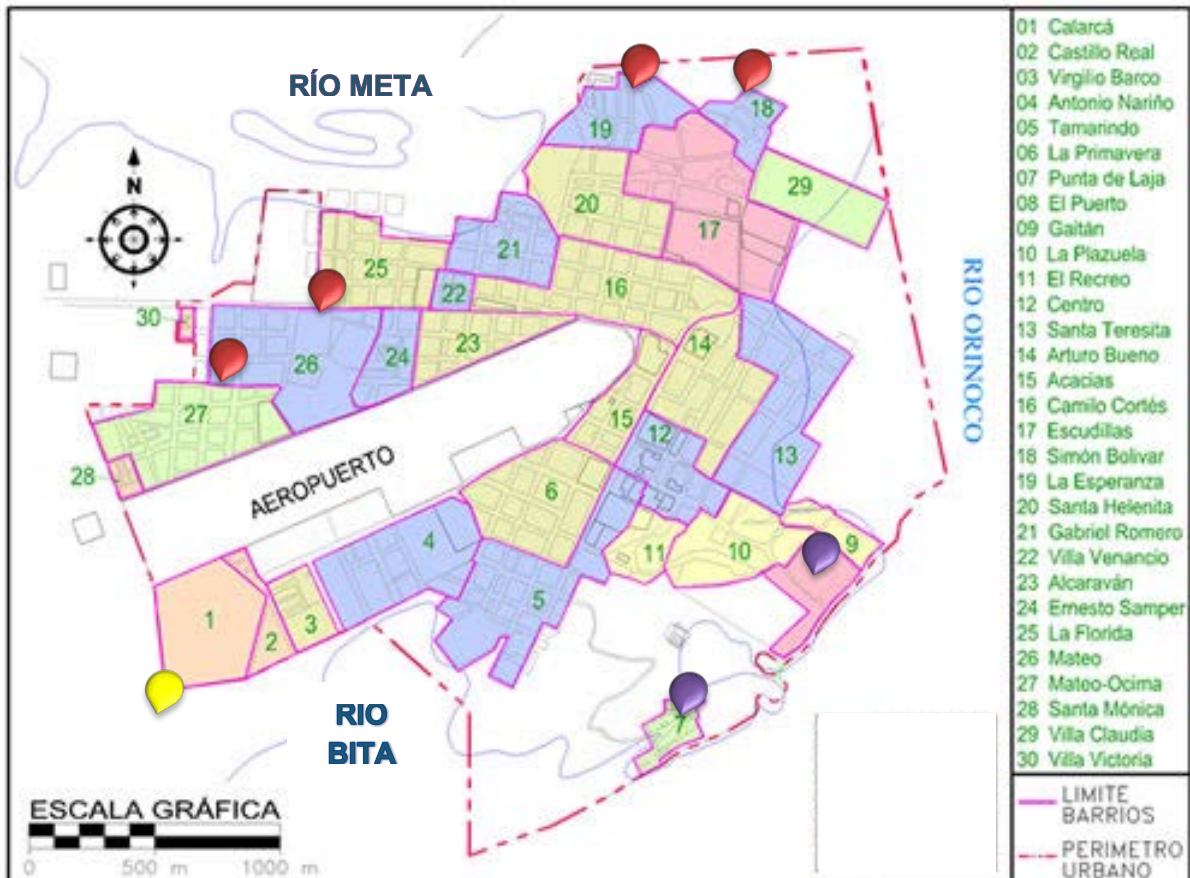 RÍO META
N
RIO ORINOCO
AEROPUERTO
RIO
BITA
19
18
29
20
17
21
25
22
16
30
23
14
26
24
27
15
12
13
28
6
4
11
10
9
5
1
2
3
7
ESCALA GRÁFICA
0 500 m 1000 m
01 Calarcá
02 Castillo Real
03 Virgilio Barco
04 Antonio Nariño
05 Tamarindo
06 La Primavera
07 Punta de Laja
08 El Puerto
09 Gaitán
10 La Plazuela
11 El Recreo
12 Centro
13 Santa Teresita
14 Arturo Bueno
15 Acacias
16 Camilo Cortés
17 Escudillas
18 Simón Bolivar
19 La Esperanza
20 Santa Helenita
21 Gabriel Romero
22 Villa Venancio
23 Alcaraván
24 Ernesto Samper
25 La Florida
26 Mateo
27 Mateo-Ocima
28 Santa Mónica
29 Villa Claudia
30 Villa Victoria
LIMITE
BARRIOS
PERIMETRO
URBANO